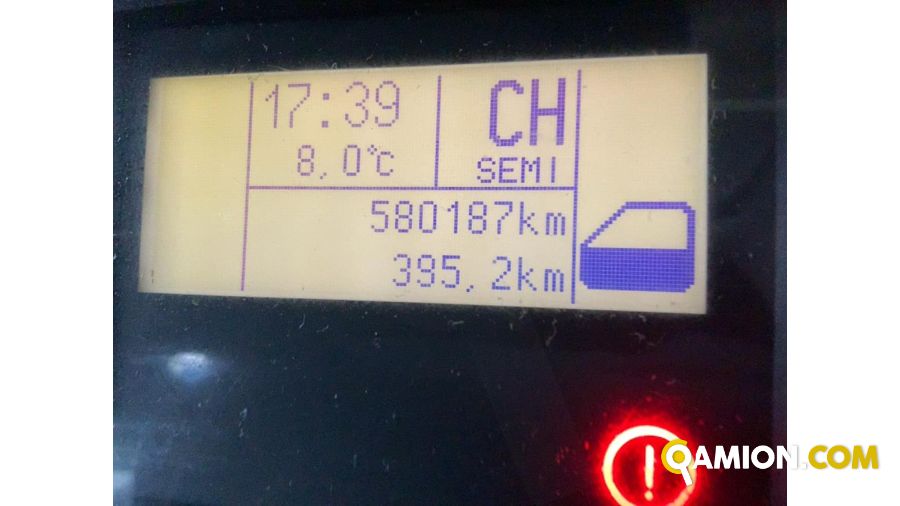 17:39
CH
8,0°C
SEMI
580187km
395,2km
QAMION.COM